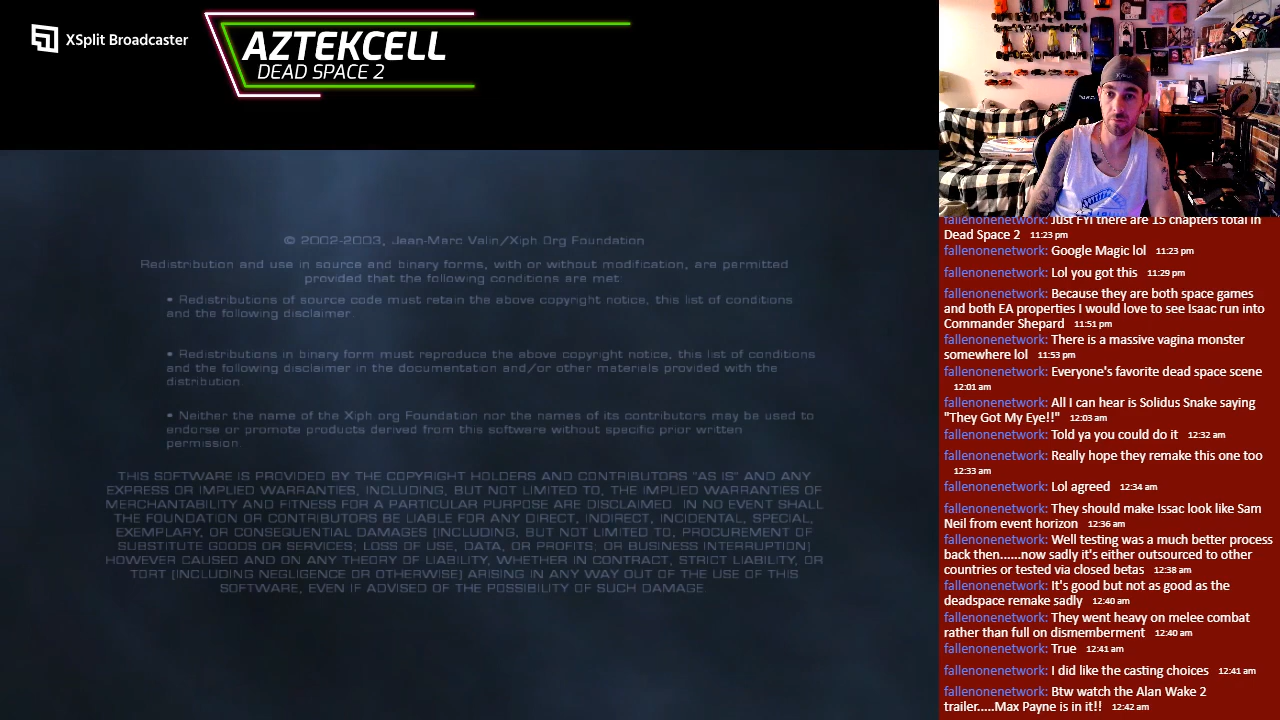 XSplit Broadcaster
AZTEKCELL
DEAD SPACE 2
© 2002-2003, Jean-Marc Valin/Xiph Org Foundation
Redistribution and use in source and binary forms, with or without modification, are permitted
provided that the following conditions are met
• Redistributions of source code must retain the above copyright notice, this list of conditions
and the following disclaimer.
• Redistributions in binary form must reproduce the above copyright notice, this list of conditions
and the following disclaimer in the documentation and/or other materials provided with the
distribution.
• Neither the name of the Xiph org Foundation nor the names of its contributors may be used to
endorse or promote products derived from this software without specific prior written
permission.
THIS SOFTWARE IS PROVIDED BY THE COPYRIGHT HOLDERS AND CONTRIBUTORS "AS IS" AND ANY
EXPRESS OR IMPLIED WARRANTIES, INCLUDING, BUT NOT LIMITED TO, THE IMPLIED WARRANTIES OF
MERCHANTABILITY AND FITNESS FOR A PARTICULAR PURPOSE ARE DISCLAIMED. IN NO EVENT SHALL
THE FOUNDATION OR CONTRIBUTORS BE LIABLE FOR ANY DIRECT, INDIRECT, INCIDENTAL, SPECIAL,
EXEMPLARY, OR CONSEQUENTIAL DAMAGES (INCLUDING, BUT NOT LIMITED TO, PROCUREMENT OF
SUBSTITUTE GOODS OR SERVICES; LOSS OF USE, DATA, OR PROFITS; OR BUSINESS INTERRUPTION)
HOWEVER CAUSED AND ON ANY THEORY OF LIABILITY, WHETHER IN CONTRACT, STRICT LIABILITY, OR
TORT (INCLUDING NEGLIGENCE OR OTHERWISE) ARISING IN ANY WAY OUT OF THE USE OF THIS
SOFTWARE, EVEN IF ADVISED OF THE POSSIBILITY OF SUCH DAMAGE
fallenonenetwork: Just FYI there are 15 chapters total in
Dead Space 2 11:23 pm
fallenonenetwork: Google Magic lol 11:23 pm
fallenonenetwork: Lol you got this 11:29 pm
fallenonenetwork: Because they are both space games
and both EA properties I would love to see Isaac run into
Commander Shepard 11:51 pm
fallenonenetwork: There is a massive vagina monster
somewhere lol 11:53 pm
fallenonenetwork: Everyone's favorite dead space scene
12:01 am
fallenonenetwork: All I can hear is Solidus Snake saying
"They Got My Eye!!" 12:03 am
fallenonenetwork: Told ya you could do it 12:32 am
fallenonenetwork: Really hope they remake this one too
12:33 am
fallenonenetwork: Lol agreed 12:34 am
fallenonenetwork: They should make Issac look like Sam
Neil from event horizon 12:36 am
fallenonenetwork: Well testing was a much better process
back then......now sadly it's either outsourced to other
countries or tested via closed betas 12:38 am
fallenonenetwork: It's good but not as good as the
deadspace remake sadly 12:40 am
fallenonenetwork: They went heavy on melee combat
rather than full on dismemberment 12:40 am
fallenonenetwork: True 12:41 am
fallenonenetwork: I did like the casting choices 12:41 am
fallenonenetwork: Btw watch the Alan Wake 2
trailer.....Max Payne is in it!! 12:42 am